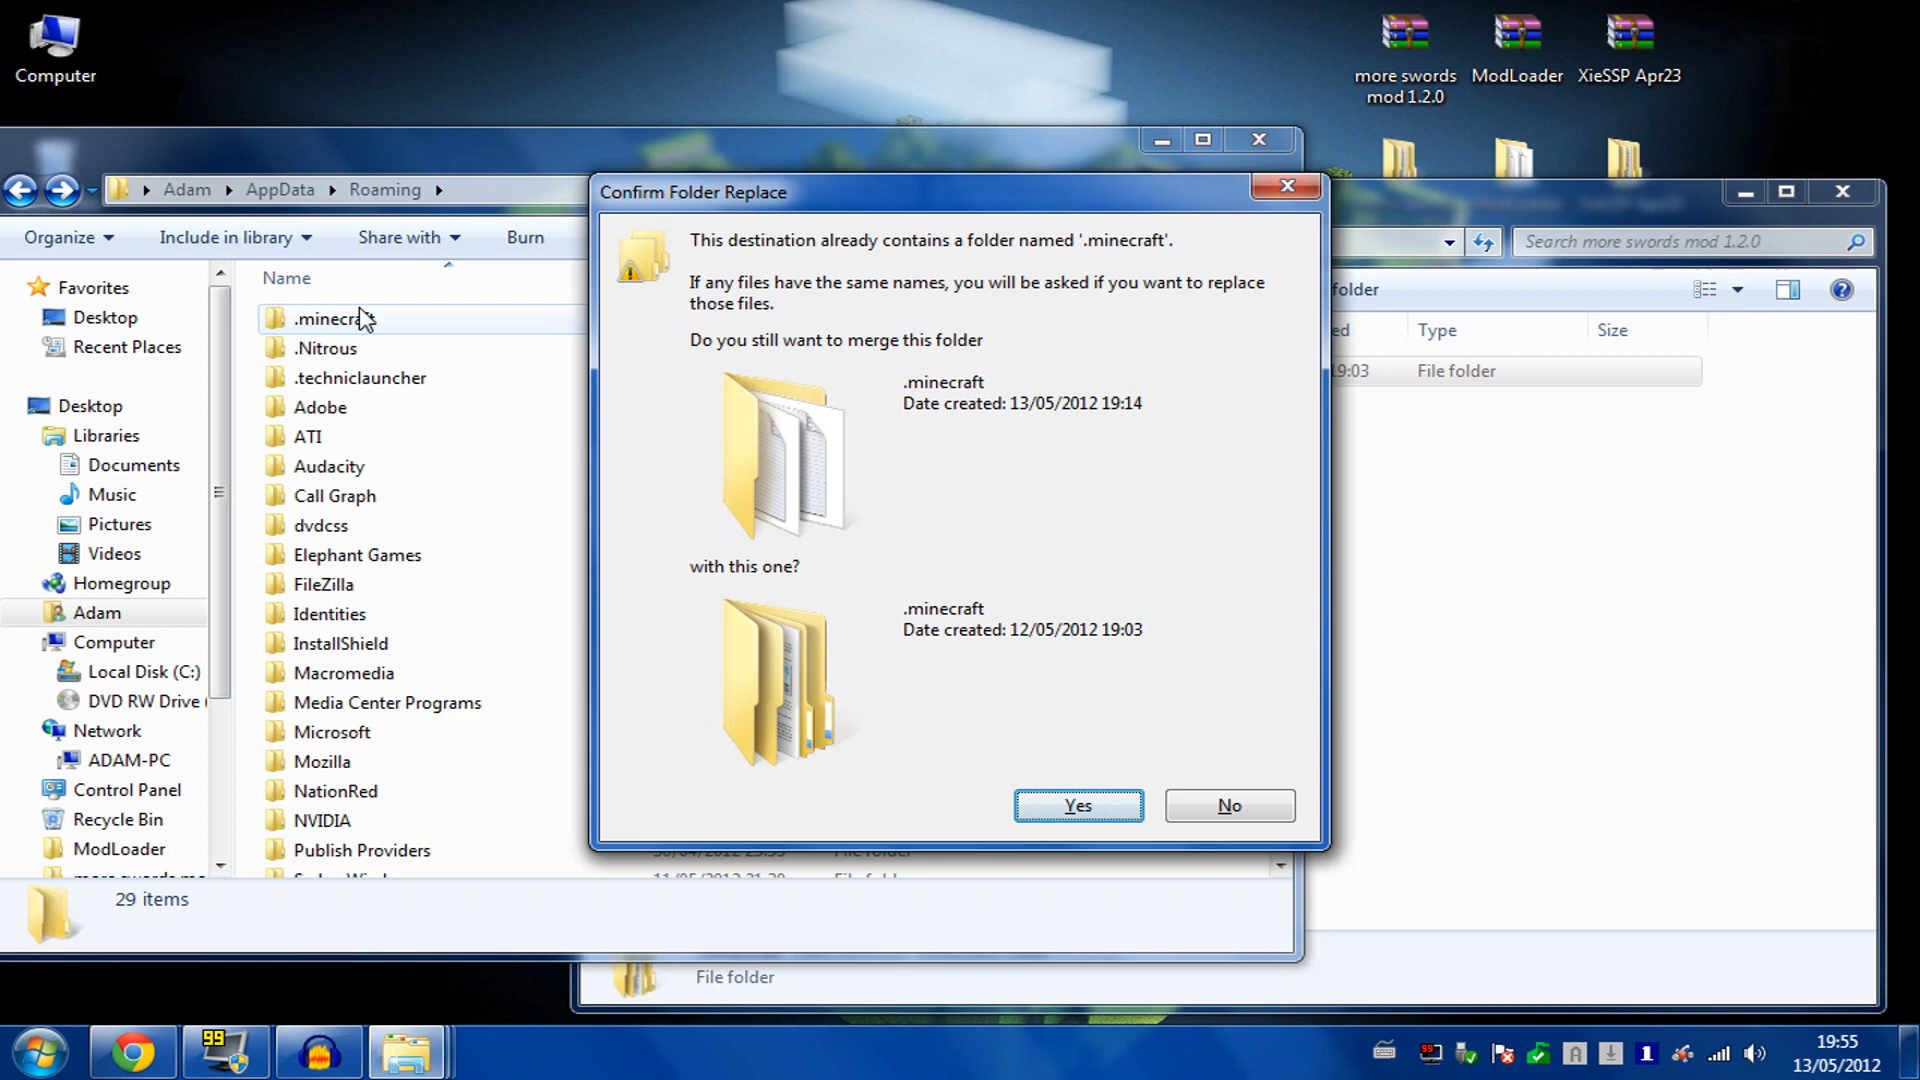 Computer
more swords
mod 1.2.0
ModLoader
XieSSP Apr23
Adam
AppData
Roaming
Organize
Include in library
Share with
Burn
Name
Favorites
Desktop
Recent Places
Desktop
Libraries
Documents
Music
Pictures
Videos
Homegroup
Adam
Computer
Local Disk (C:)
DVD RW Drive (
Network
ADAM-PC
Control Panel
Recycle Bin
ModLoader
.minecraft
.Nitrous
.techniclauncher
Adobe
ATI
Audacity
Call Graph
dvdcss
Elephant Games
FileZilla
Identities
InstallShield
Macromedia
Media Center Programs
Microsoft
Mozilla
NationRed
NVIDIA
Publish Providers
29 items
Confirm Folder Replace
This destination already contains a folder named '.minecraft'.
If any files have the same names, you will be asked if you want to replace
those files.
Do you still want to merge this folder
.minecraft
Date created: 13/05/2012 19:14
with this one?
.minecraft
Date created: 12/05/2012 19:03
Yes
No
Search more swords mod 1.2.0
folder
ed
Type
Size
19:03
File folder
File folder
99
99
A
1
19:55
13/05/2012